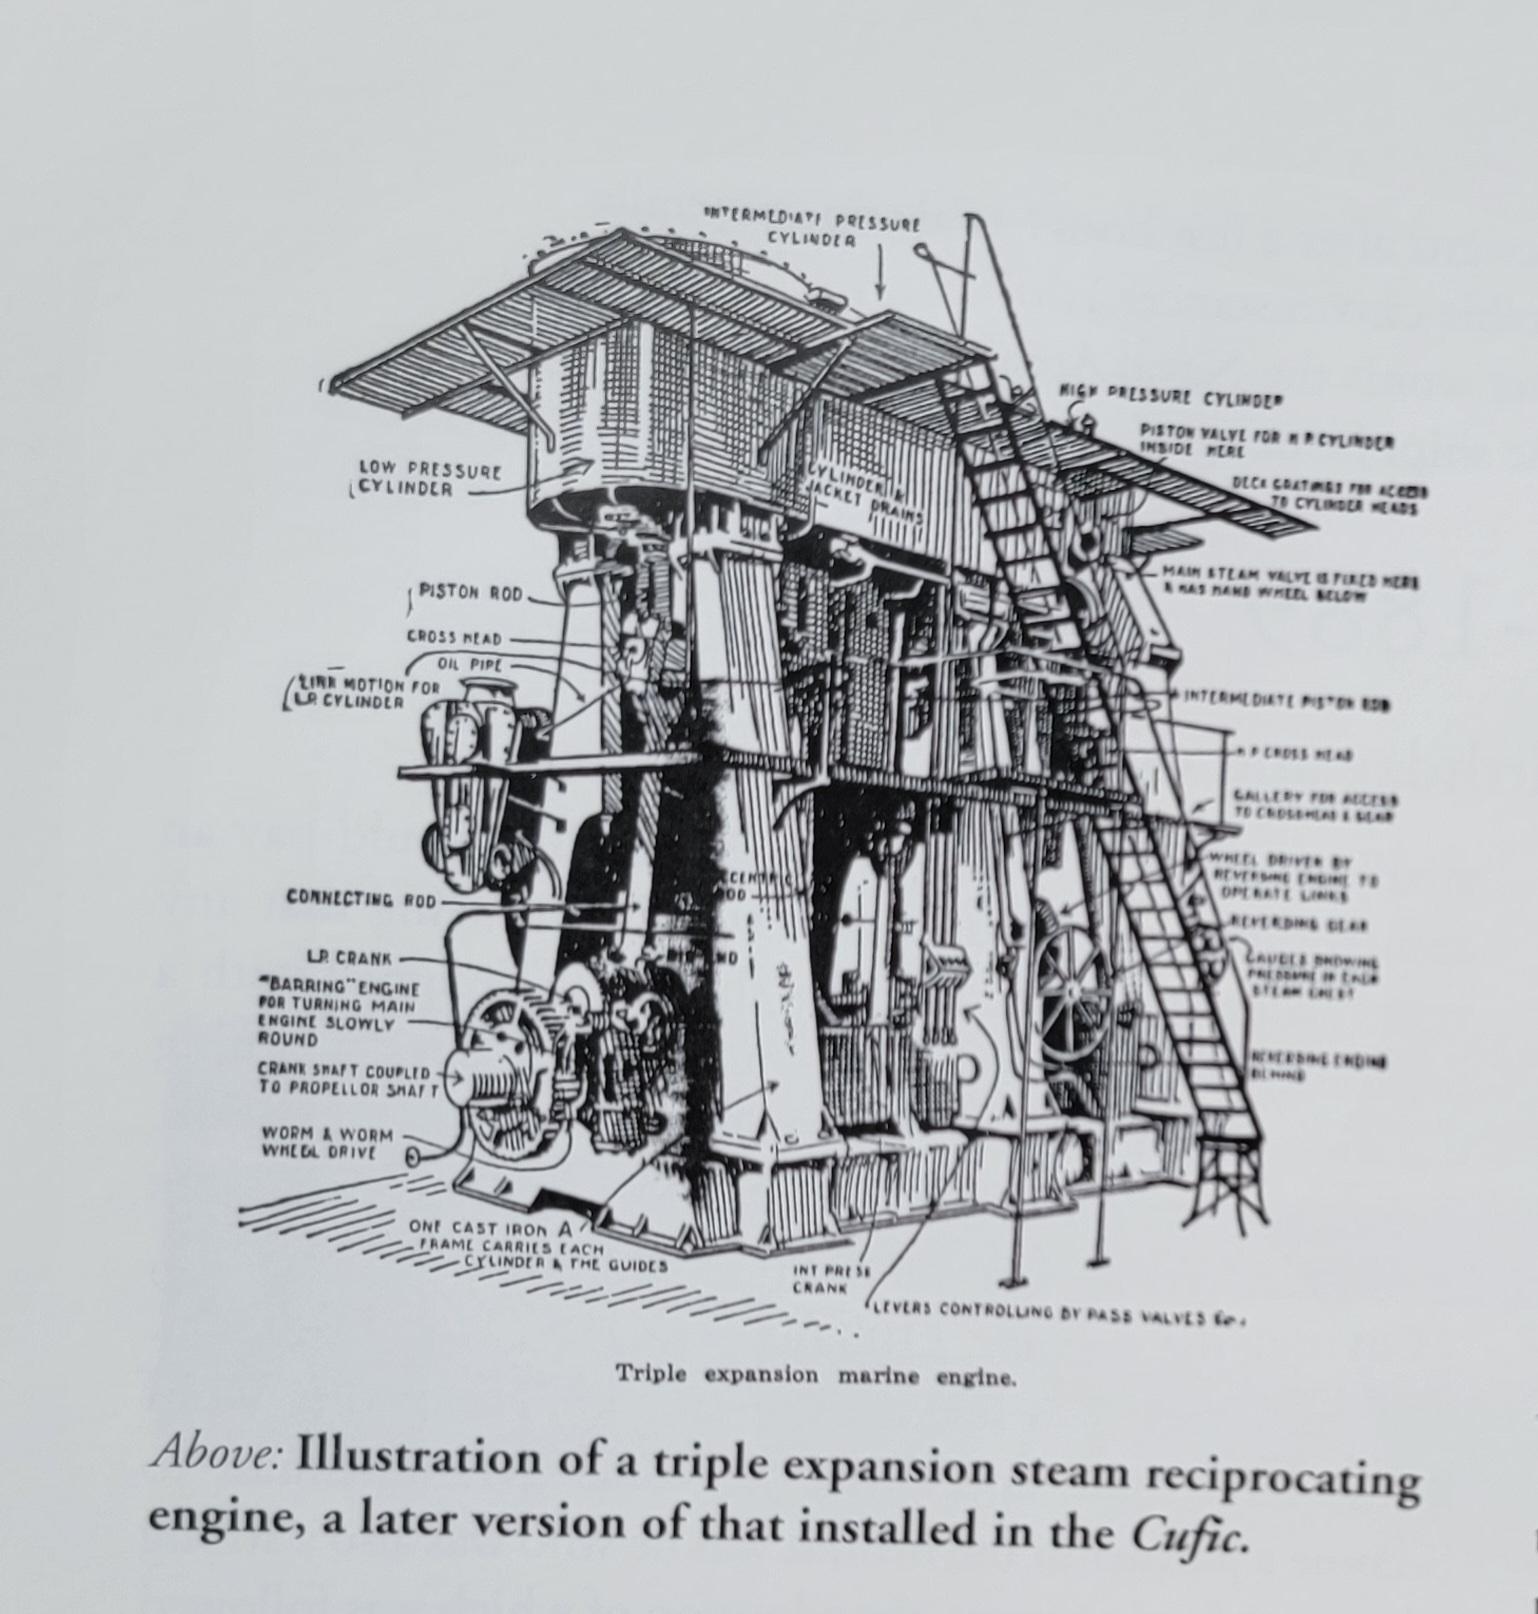 INTERMEDIATE PRESSURE
CYLINDER
HIGH PRESSURE CYLINDER
PISTON VALVE FOR H P CYLINDER
INSIDE HERE
DECK GRATINGS FOR ACCESS
TO CYLINDER HEADS
LOW PRESSURE
CYLINDER
CYLINDER &
JACKET DRAINS
MAIN STEAM VALVE IS FIXED HERE
& HAS HAND WHEEL BELOW
PISTON ROD
CROSS HEAD
OIL PIPE
LINK MOTION FOR
L.P. CYLINDER
INTERMEDIATE PISTON ROD
H P CROSS HEAD
GALLERY FOR ACCESS
TO CROSSHEAD & GEAR
WHEEL DRIVEN BY
REVERSING ENGINE TO
OPERATE LINKS
CONNECTING ROD
ECCENTRIC
ROD
REVERSING GEAR
L.P. CRANK
BIG END
GAUGES SHOWING
PRESSURE IN EACH
STEAM CHEST
"BARRING" ENGINE
FOR TURNING MAIN
ENGINE SLOWLY
ROUND
REVERSING ENGINE
BEHIND
CRANK SHAFT COUPLED
TO PROPELLOR SHAFT
WORM & WORM
WHEEL DRIVE
ONE CAST IRON A
FRAME CARRIES EACH
CYLINDER & THE GUIDES
INT PRESS
CRANK
LEVERS CONTROLLING BY PASS VALVES &c.
Triple expansion marine engine.
Above: Illustration of a triple expansion steam reciprocating
engine, a later version of that installed in the Cufic.